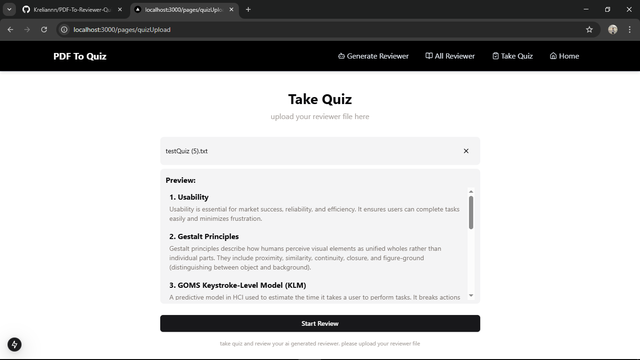 Kreliannn/PDF-To-Reviewer-Q
localhost:3000/pages/quizUploa
localhost:3000/pages/quizUpload
PDF To Quiz
Generate Reviewer
All Reviewer
Take Quiz
Home
Take Quiz
upload your reviewer file here
testQuiz (5).txt
Preview:
1. Usability
Usability is essential for market success, reliability, and efficiency. It ensures users can complete tasks
easily and minimizes frustration.
2. Gestalt Principles
Gestalt principles describe how humans perceive visual elements as unified wholes rather than
individual parts. They include proximity, similarity, continuity, closure, and figure-ground
(distinguishing between object and background).
3. GOMS Keystroke-Level Model (KLM)
A predictive model in HCI used to estimate the time it takes a user to perform tasks. It breaks actions
Start Review
take quiz and review your ai generated reviewer. please upload your reviewer file